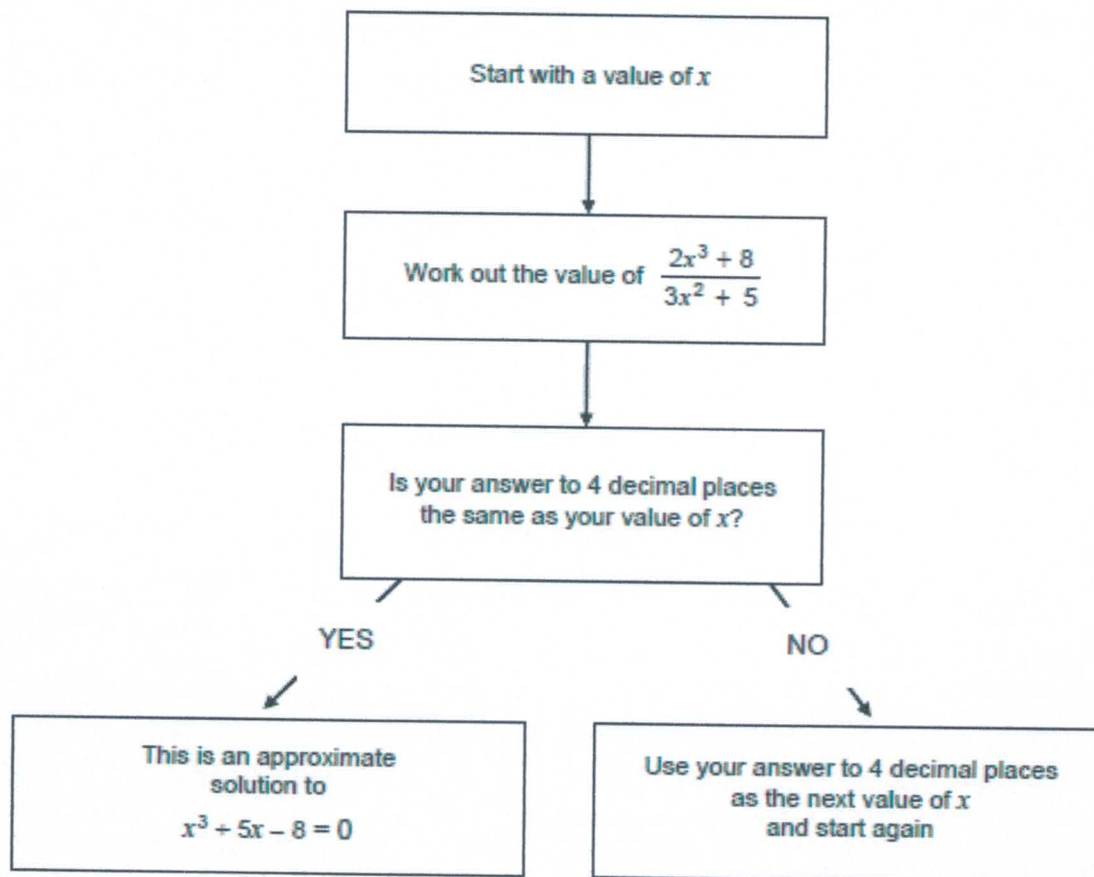 Start with a value of x
Work out the value of (2x³ + 8)/(3x² + 5)
Is your answer to 4 decimal places
the same as your value of x?
YES
NO
This is an approximate
solution to
x³ + 5x – 8 = 0
Use your answer to 4 decimal places
as the next value of x
and start again